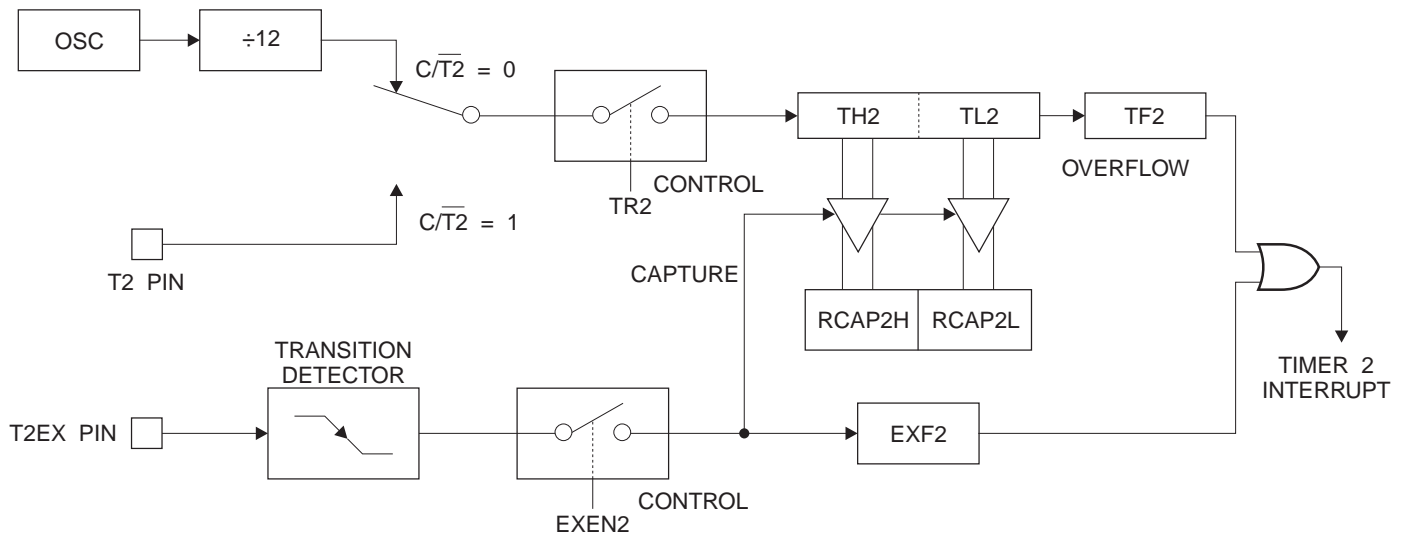 OSC
÷12
C/T2̅ = 0
TH2
TL2
TF2
OVERFLOW
CONTROL
TR2
C/T2̅ = 1
T2 PIN
CAPTURE
RCAP2H
RCAP2L
TRANSITION
DETECTOR
TIMER 2
INTERRUPT
T2EX PIN
EXF2
CONTROL
EXEN2